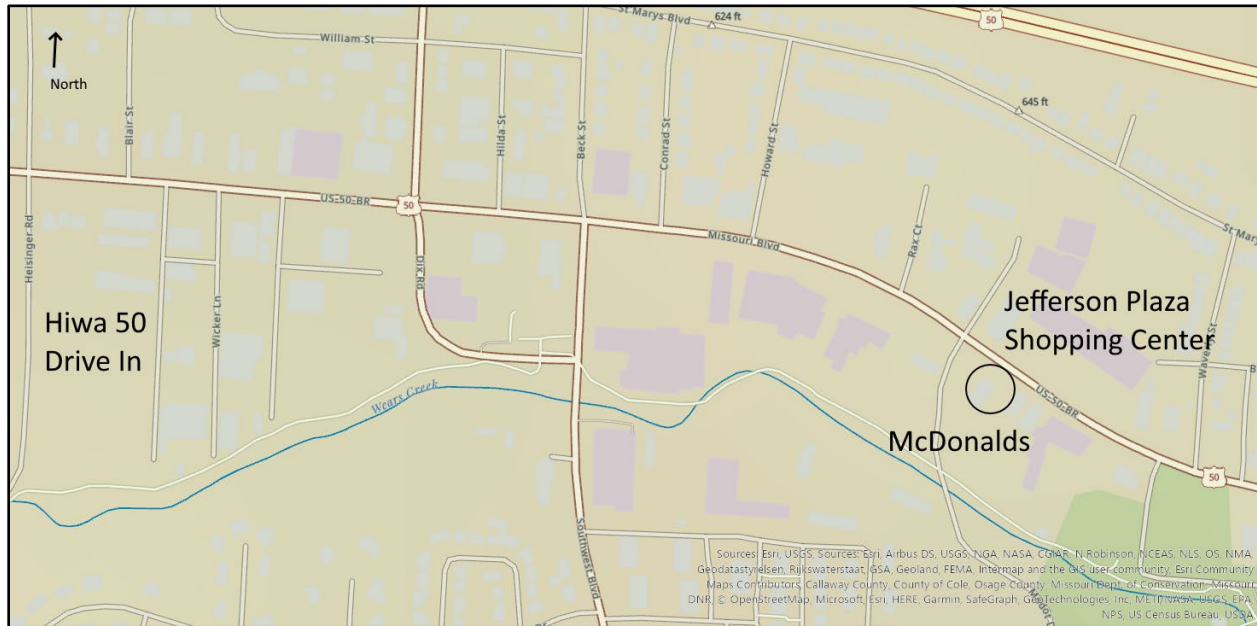 St Marys Blvd
624 ft
50
William St
North
645 ft
Blair St
Hilda St
Beck St
Conrad St
Howard St
US-50-BR
50
Missouri Blvd
Rax Ct
St Mary
Heisinger Rd
Wicker Ln
Dix Rd
Hiwa 50
Drive In
Jefferson Plaza
Shopping Center
Waverly St
B
Wears Creek
US-50-BR
McDonalds
50
Southwest Blvd
Sources: Esri, USGS, Sources: Esri, Airbus DS, USGS, NGA, NASA, CGIAR, N Robinson, NCEAS, NLS, OS, NMA,
Geodatastyrelsen, Rijkswaterstaat, GSA, Geoland, FEMA, Intermap and the GIS user community, Esri Community
Maps Contributors, Callaway County, County of Cole, Osage County, Missouri Dept. of Conservation, Missouri
DNR, © OpenStreetMap, Microsoft, Esri, HERE, Garmin, SafeGraph, GeoTechnologies, Inc, METI/NASA, USGS, EPA,
NPS, US Census Bureau, USDA